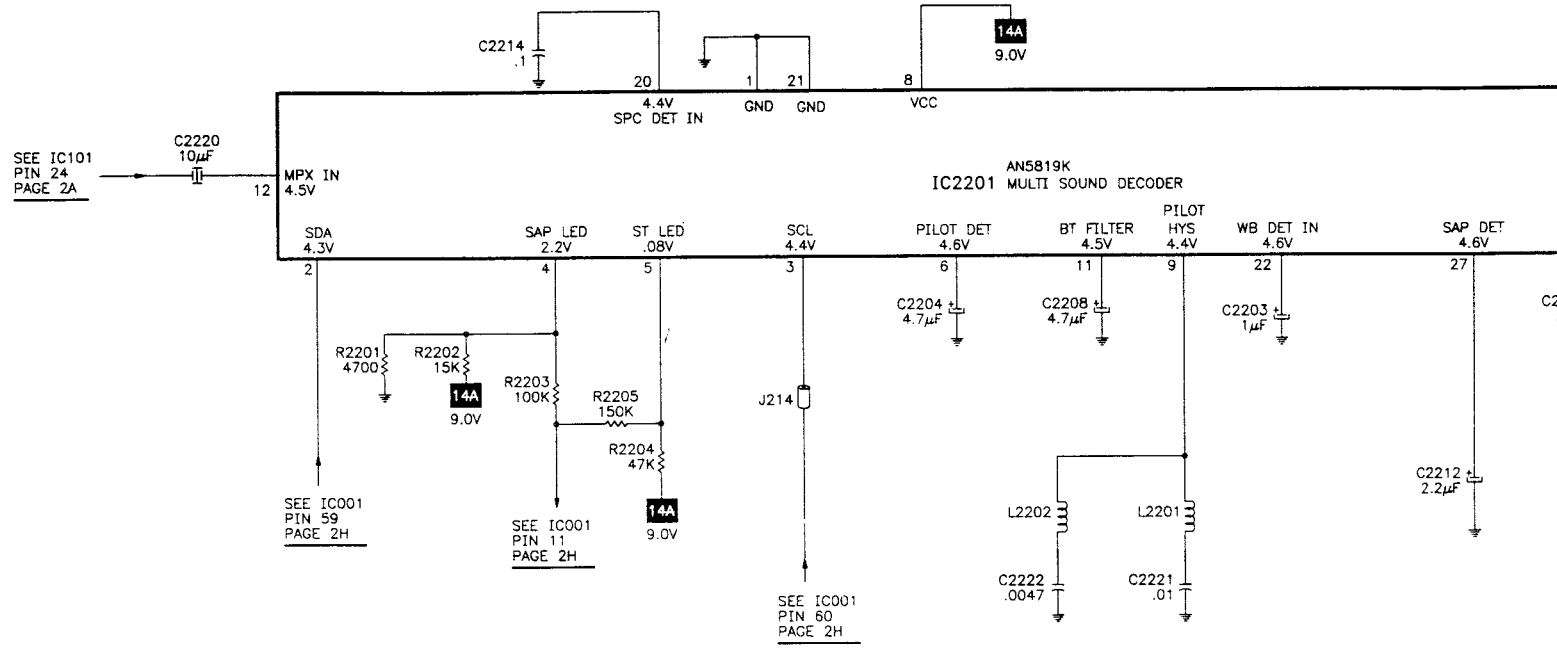 C2214
.1
14A
9.0V
20
1
21
8
4.4V
GND
GND
VCC
SPC DET IN
C2220
10µF
SEE IC101
PIN 24
PAGE 2A
12
MPX IN
4.5V
AN5819K
IC2201 MULTI SOUND DECODER
SDA
4.3V
2
SAP LED
2.2V
4
ST LED
.08V
5
SCL
4.4V
3
PILOT DET
4.6V
6
BT FILTER
4.5V
11
PILOT
HYS
4.4V
9
WB DET IN
4.6V
22
SAP DET
4.6V
27
C2204 +
4.7µF
C2208 +
4.7µF
C2203 +
1µF
R2201
4700
R2202
15K
14A
9.0V
R2203
100K
R2205
150K
R2204
47K
14A
9.0V
J214
C2212 +
2.2µF
L2202
L2201
C2222
.0047
C2221
.01
SEE IC001
PIN 59
PAGE 2H
SEE IC001
PIN 11
PAGE 2H
SEE IC001
PIN 60
PAGE 2H